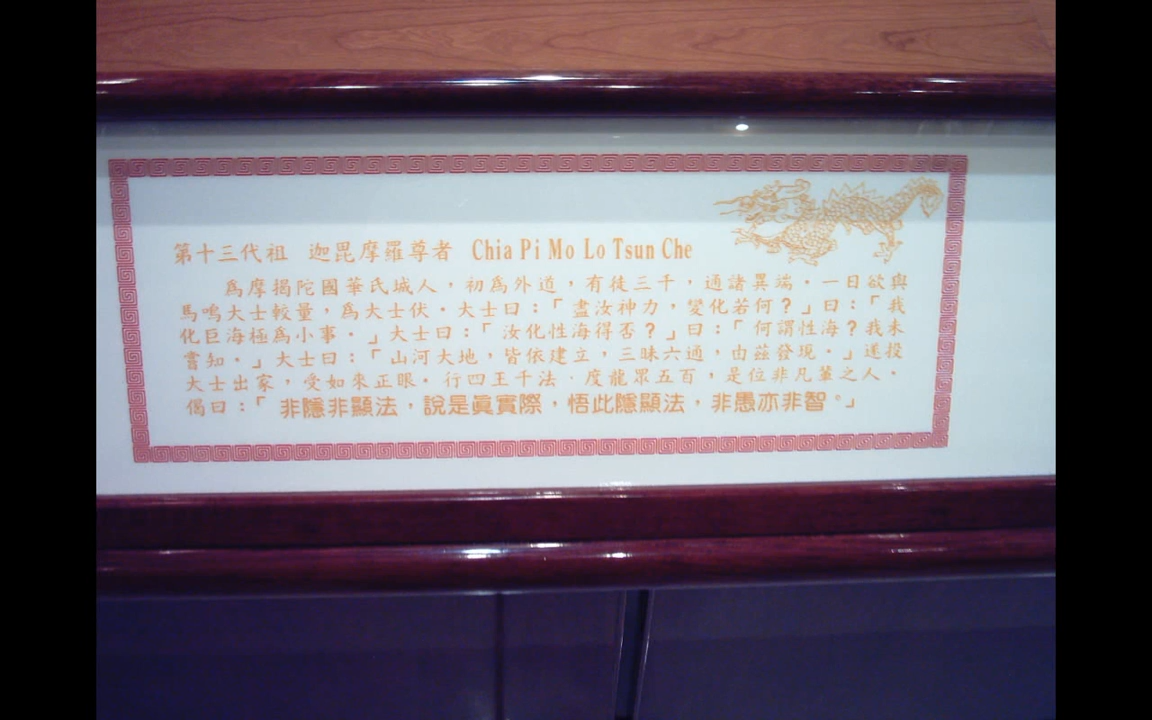 第十三代祖 迦毘摩羅尊者 Chia Pi Mo Lo Tsun Che
為摩揭陀國華氏城人，初為外道，有徒三千，通諸異端。一日欲與
馬鳴大士較量，為大士伏。大士曰：「盡汝神力，變化若何？」曰：「我
化巨海極為小事。」大士曰：「汝化性海得否？」曰：「何謂性海？我未
嘗知。」大士曰：「山河大地，皆依建立，三昧六通，由茲發現。」遂投
大士出家，受如來正眼。行四王千法，度龍眾五百，是位非凡輩之人。
偈曰：「非隱非顯法，說是眞實際，悟此隱顯法，非愚亦非智。」